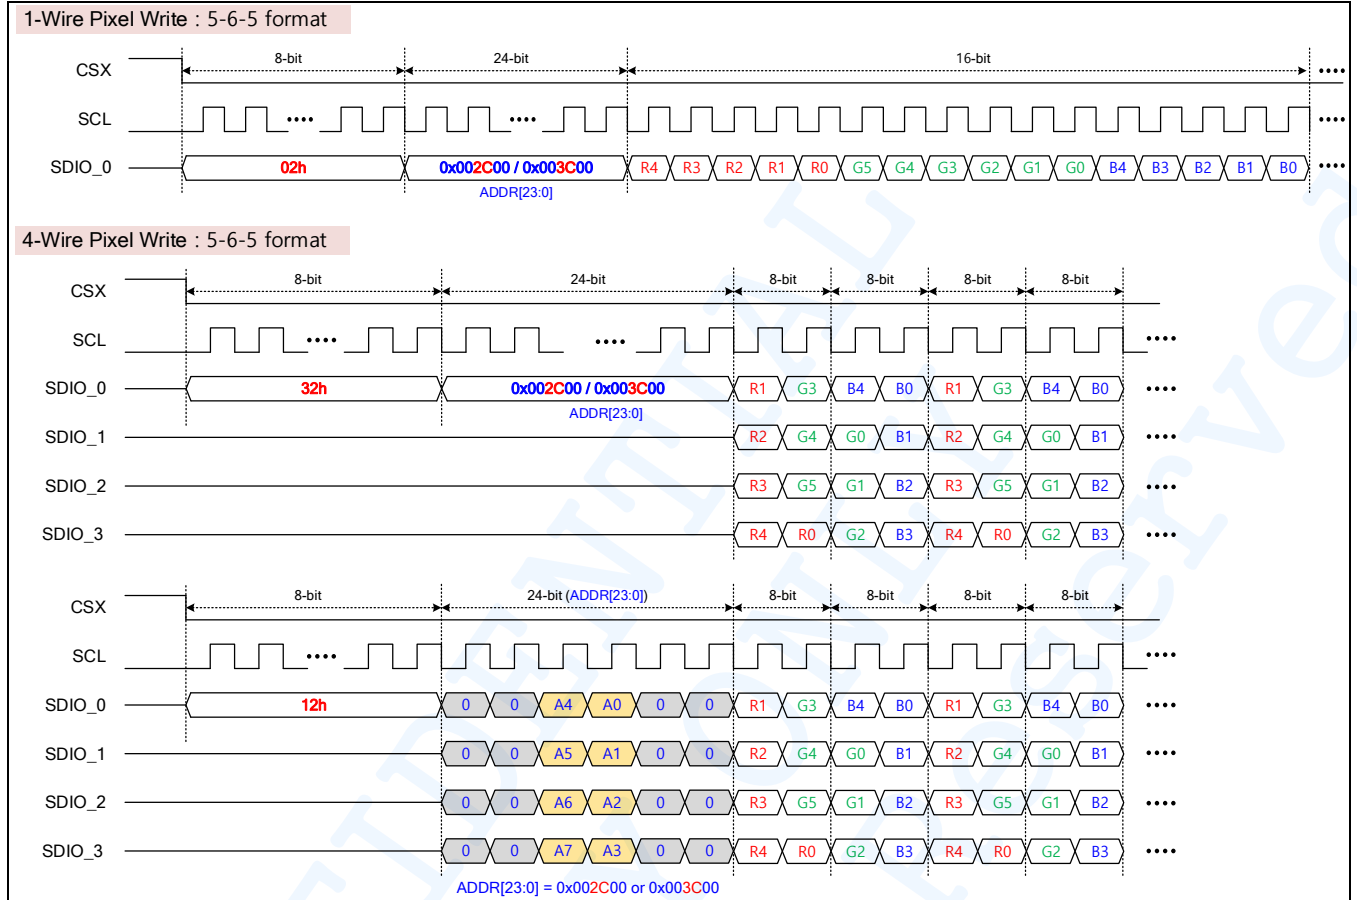 1-Wire Pixel Write : 5-6-5 format
8-bit 24-bit 16-bit
CSX ••••
SCL •••• •••• ••••
SDIO_0 02h 0x002C00 / 0x003C00 R4 R3 R2 R1 R0 G5 G4 G3 G2 G1 G0 B4 B3 B2 B1 B0 ••••
ADDR[23:0]
4-Wire Pixel Write : 5-6-5 format
8-bit 24-bit 8-bit 8-bit 8-bit 8-bit
CSX
SCL •••• •••• ••••
SDIO_0 32h 0x002C00 / 0x003C00 R1 G3 B4 B0 R1 G3 B4 B0 ••••
ADDR[23:0]
SDIO_1 R2 G4 G0 B1 R2 G4 G0 B1 ••••
SDIO_2 R3 G5 G1 B2 R3 G5 G1 B2 ••••
SDIO_3 R4 R0 G2 B3 R4 R0 G2 B3 ••••
8-bit 24-bit (ADDR[23:0]) 8-bit 8-bit 8-bit 8-bit
CSX
SCL •••• ••••
SDIO_0 12h 0 0 A4 A0 0 0 R1 G3 B4 B0 R1 G3 B4 B0 ••••
SDIO_1 0 0 A5 A1 0 0 R2 G4 G0 B1 R2 G4 G0 B1 ••••
SDIO_2 0 0 A6 A2 0 0 R3 G5 G1 B2 R3 G5 G1 B2 ••••
SDIO_3 0 0 A7 A3 0 0 R4 R0 G2 B3 R4 R0 G2 B3 ••••
ADDR[23:0] = 0x002C00 or 0x003C00